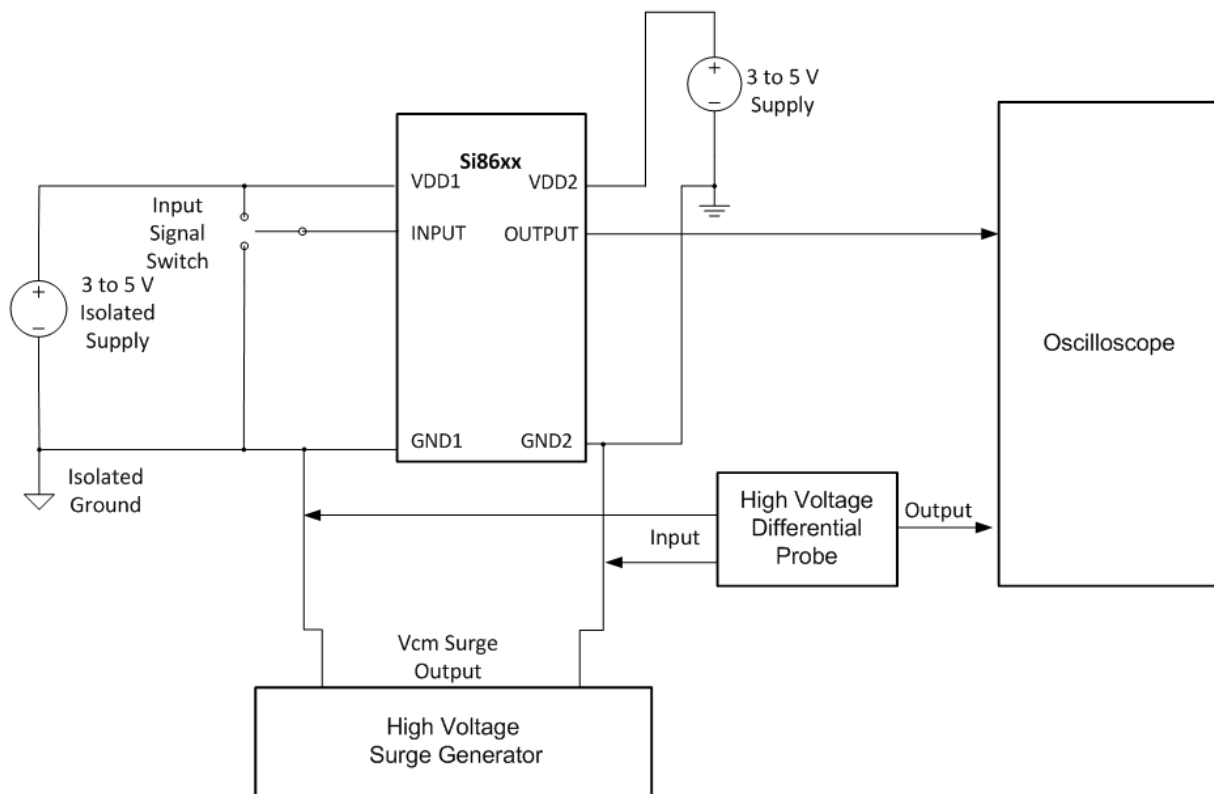 3 to 5 V
Supply
Si86xx
VDD1
VDD2
Input
Signal
Switch
INPUT
OUTPUT
3 to 5 V
Isolated
Supply
Oscilloscope
GND1
GND2
Isolated
Ground
High Voltage
Differential
Probe
Input
Output
Vcm Surge
Output
High Voltage
Surge Generator